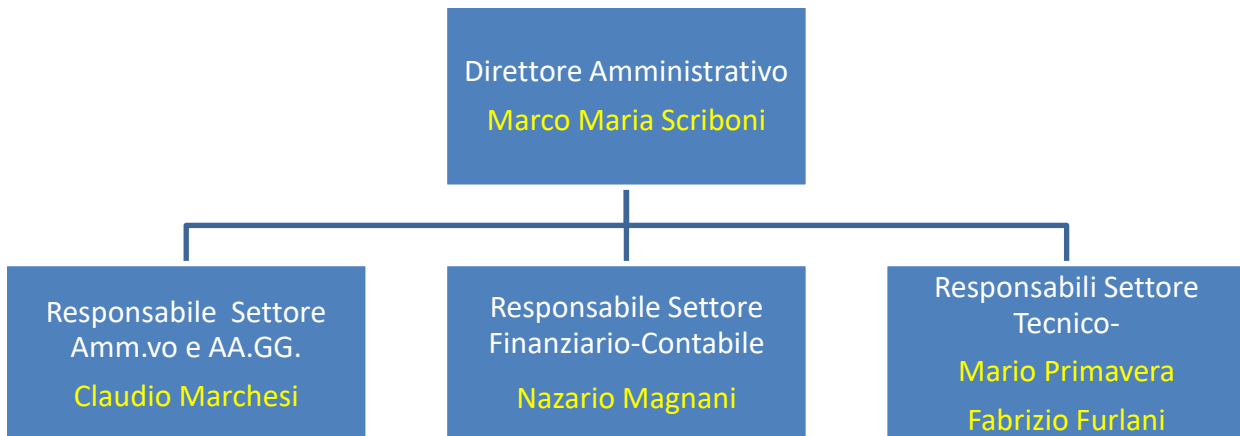 Direttore Amministrativo
Marco Maria Scriboni
Responsabile Settore
Amm.vo e AA.GG.
Claudio Marchesi
Responsabile Settore
Finanziario-Contabile
Nazario Magnani
Responsabili Settore
Tecnico-
Mario Primavera
Fabrizio Furlani